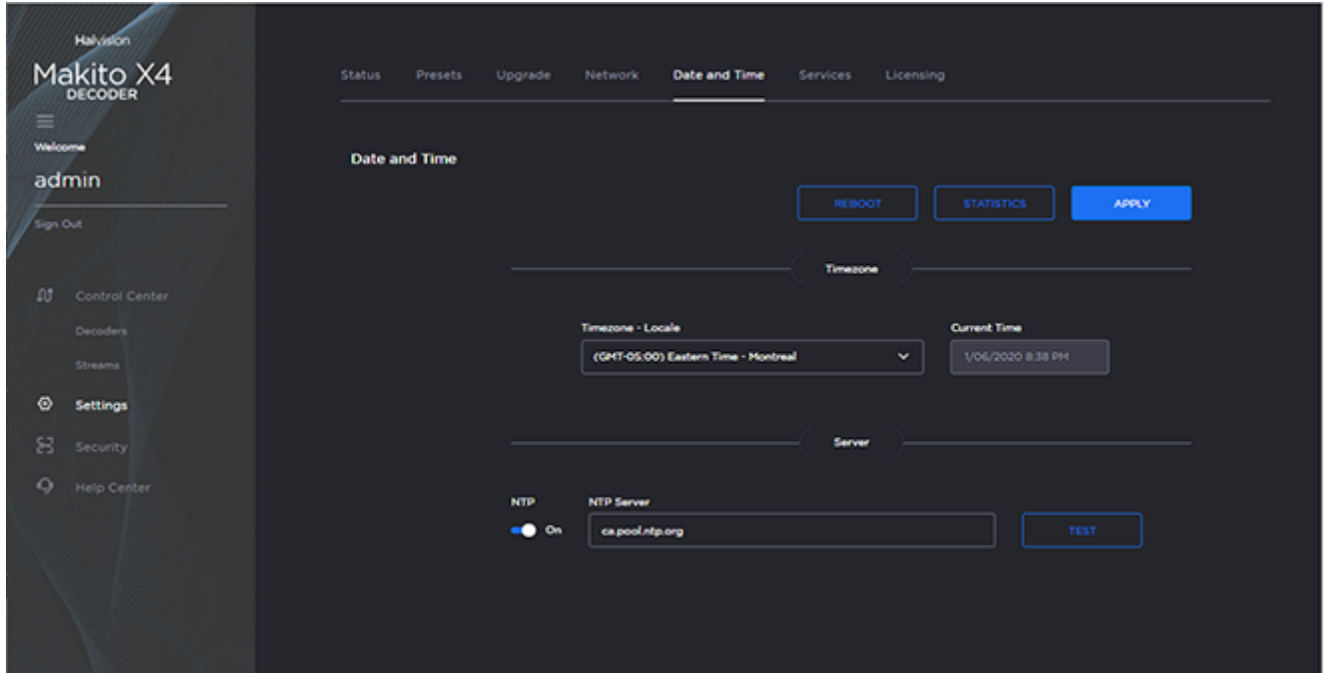 Haivision
Makito X4
DECODER
Welcome
admin
Sign Out
Control Center
Decoders
Streams
Settings
Security
Help Center
Status Presets Upgrade Network Date and Time Services Licensing
Date and Time
REBOOT STATISTICS APPLY
Timezone
Timezone - Locale Current Time
(GMT-05:00) Eastern Time - Montreal 1/06/2020 8:38 PM
Server
NTP NTP Server
On ca.pool.ntp.org TEST